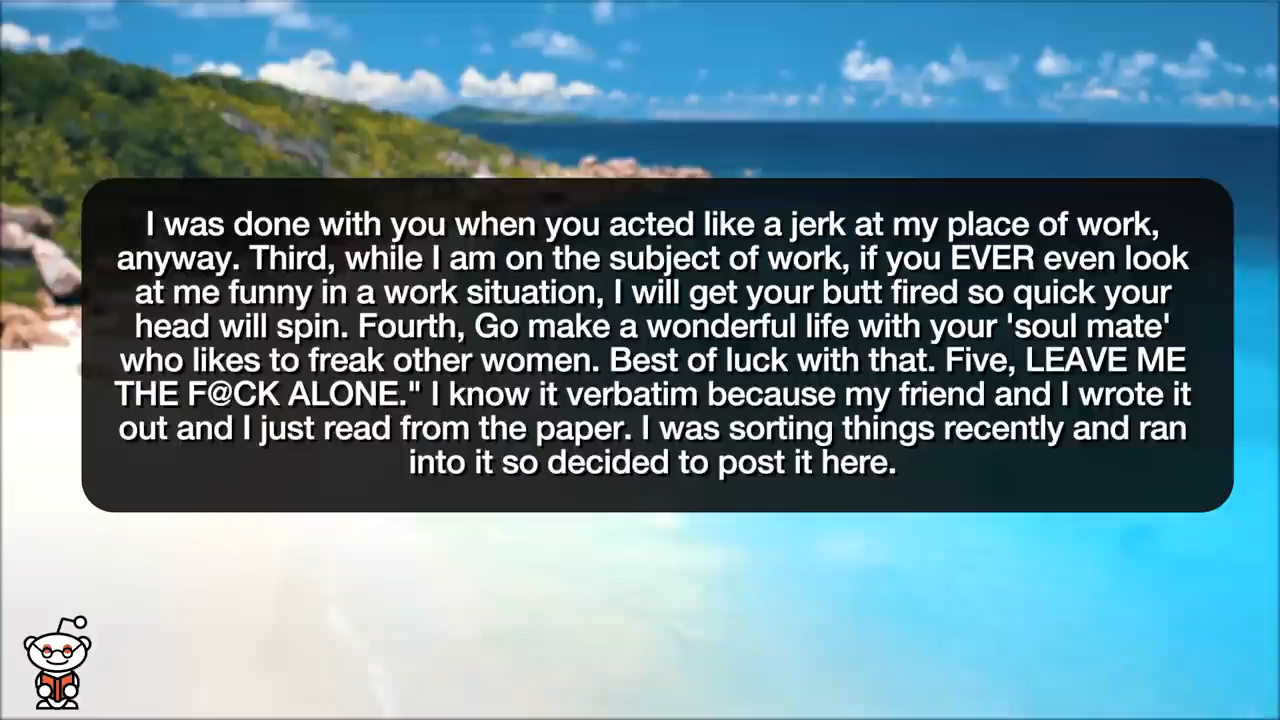 I was done with you when you acted like a jerk at my place of work,
anyway. Third, while I am on the subject of work, if you EVER even look
at me funny in a work situation, I will get your butt fired so quick your
head will spin. Fourth, Go make a wonderful life with your 'soul mate'
who likes to freak other women. Best of luck with that. Five, LEAVE ME
THE F@CK ALONE." I know it verbatim because my friend and I wrote it
out and I just read from the paper. I was sorting things recently and ran
into it so decided to post it here.